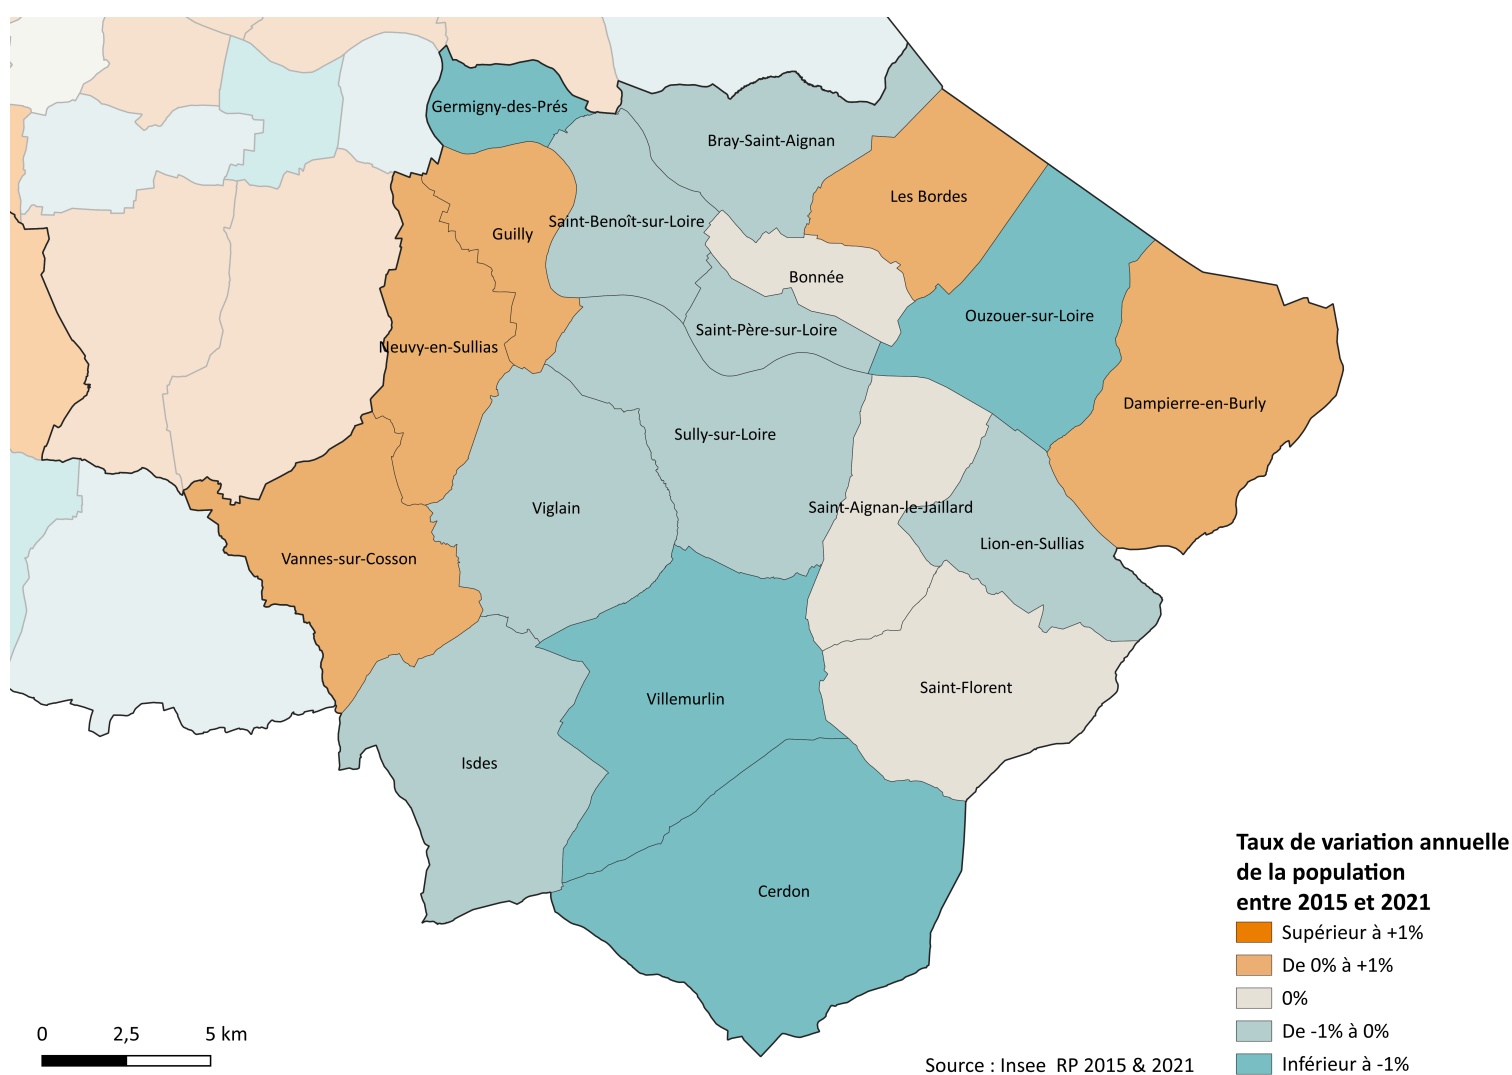 Germigny-des-Prés
Bray-Saint-Aignan
Les Bordes
Saint-Benoît-sur-Loire
Guilly
Bonnée
Ouzouer-sur-Loire
Saint-Père-sur-Loire
Neuvy-en-Sullias
Dampierre-en-Burly
Sully-sur-Loire
Viglain
Saint-Aignan-le-Jaillard
Lion-en-Sullias
Vannes-sur-Cosson
Saint-Florent
Villemurlin
Isdes
Cerdon
Taux de variation annuelle
de la population
entre 2015 et 2021
Supérieur à +1%
De 0% à +1%
0%
De -1% à 0%
Inférieur à -1%
0 2,5 5 km
Source : Insee RP 2015 & 2021